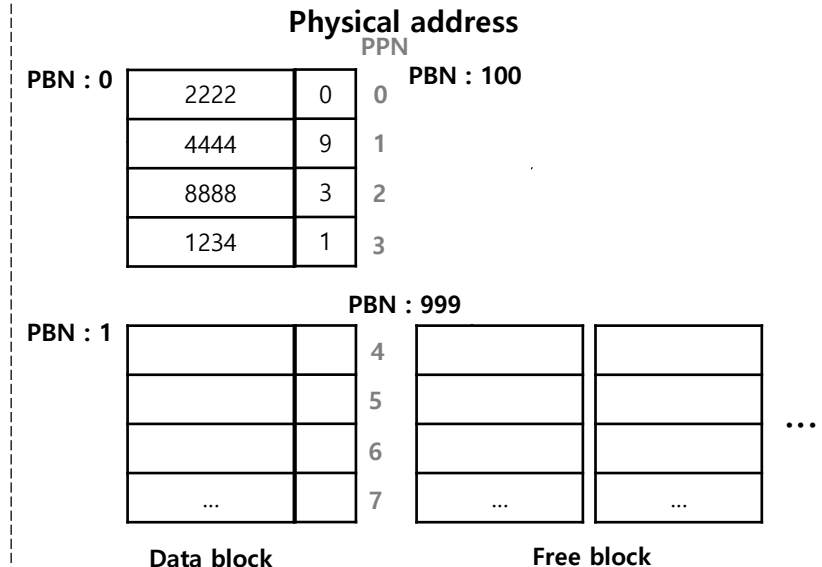 Physical address
PPN
PBN : 0
PBN : 100
2222 0 0
4444 9 1
8888 3 2
1234 1 3
PBN : 999
PBN : 1
4
5
6
... 7 ... ...
...
Data block Free block